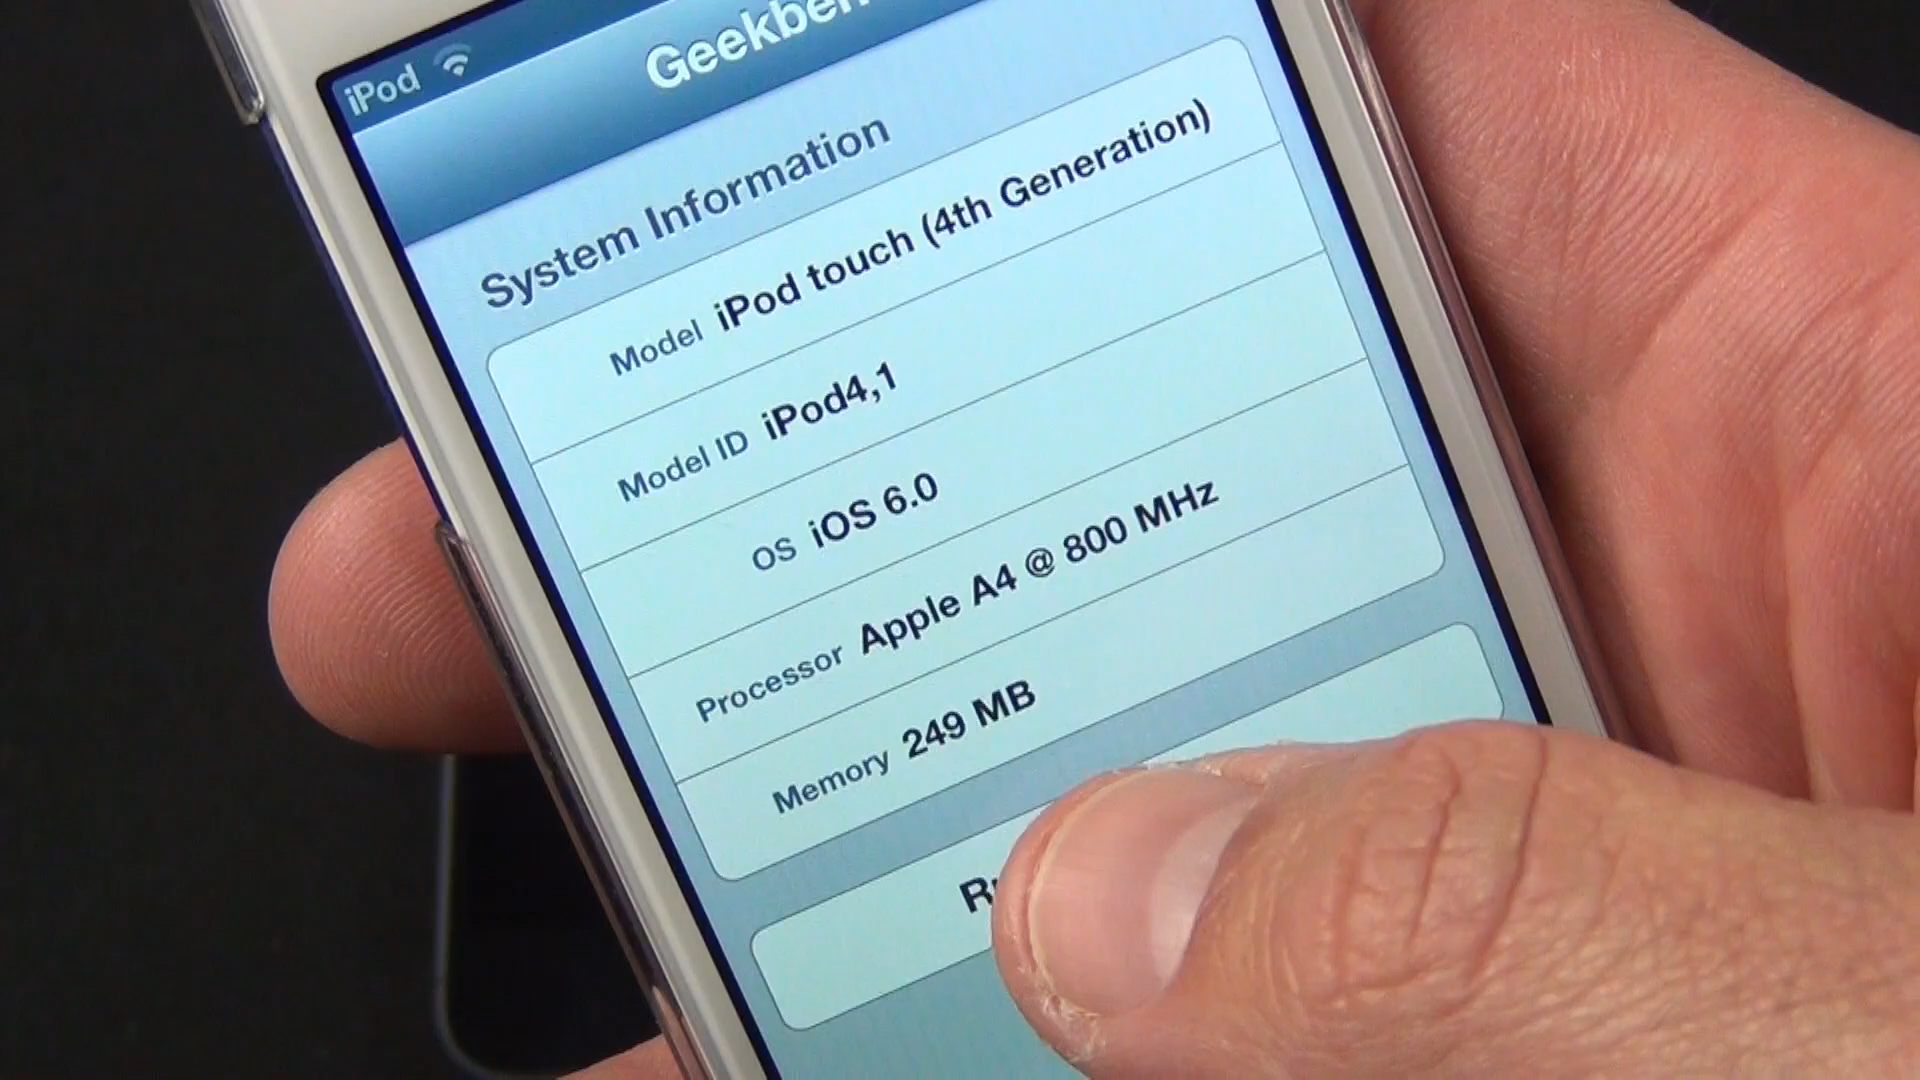 iPod
System Information
Model iPod touch (4th Generation)
Model ID iPod4,1
OS iOS 6.0
Processor Apple A4 @ 800 MHz
Memory 249 MB